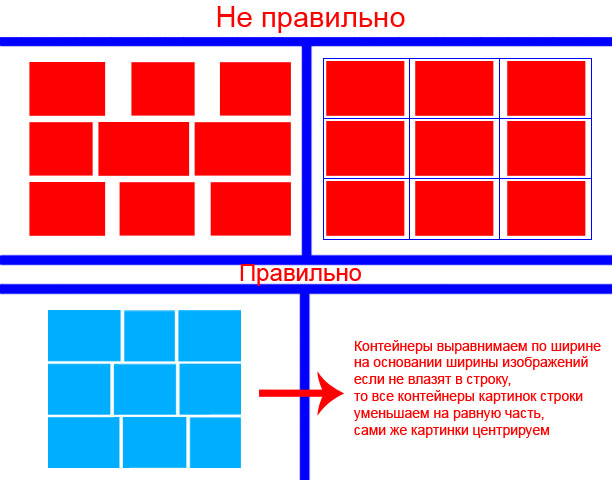 Не правильно
Правильно
Контейнеры выравнимаем по ширине
на основании ширины изображений
если не влазят в строку,
то все контейнеры картинок строки
уменьшаем на равную часть,
сами же картинки центрируем